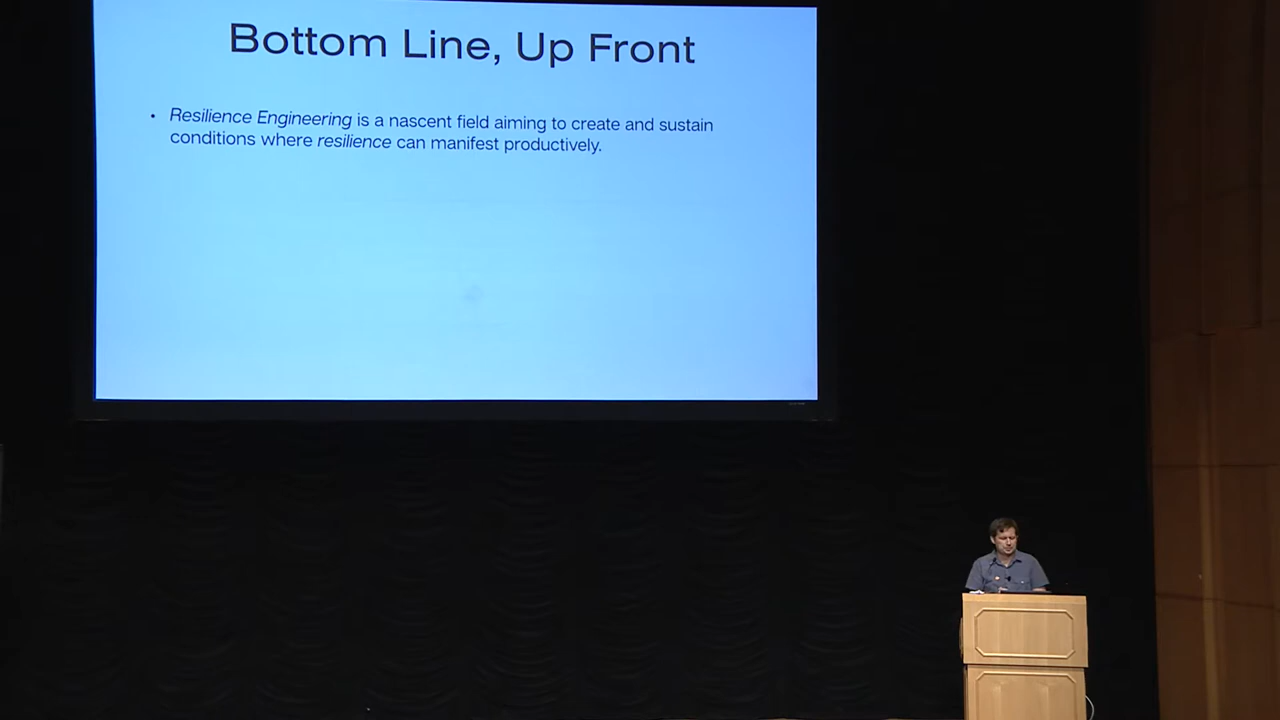 Bottom Line, Up Front
• Resilience Engineering is a nascent field aiming to create and sustain
conditions where resilience can manifest productively.